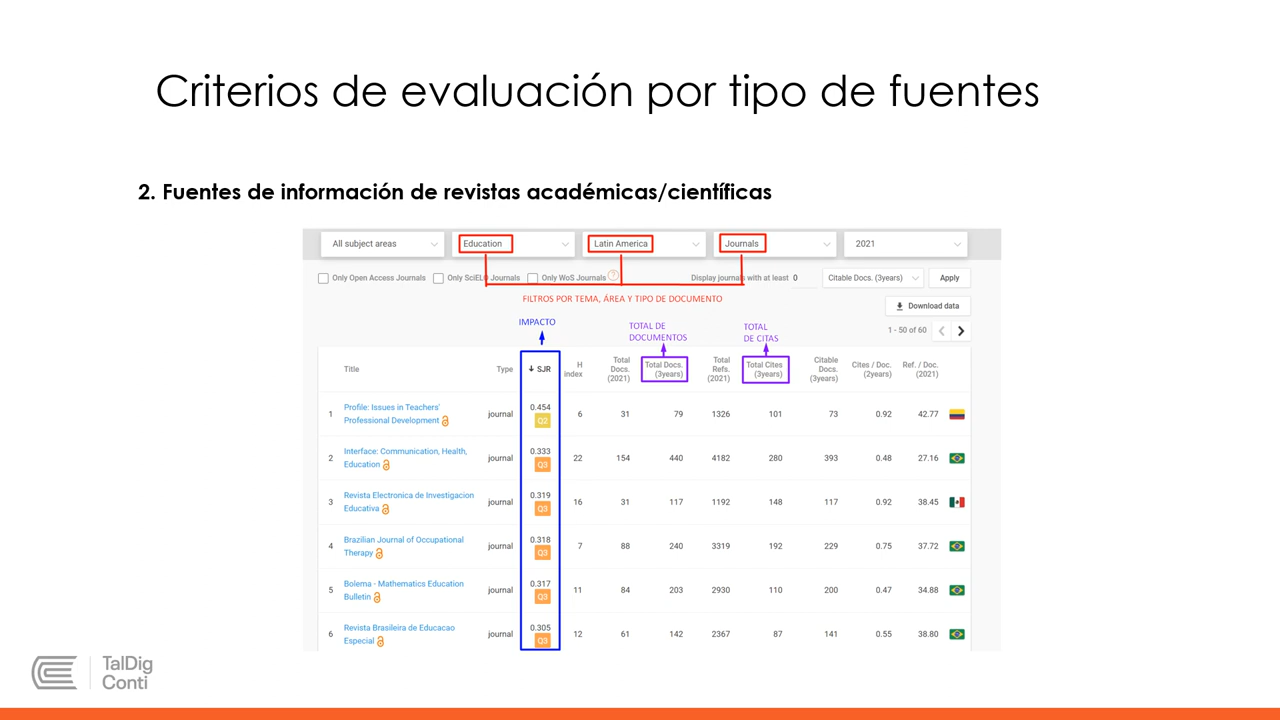 Criterios de evaluación por tipo de fuentes
2. Fuentes de información de revistas académicas/científicas
All subject areas Education Latin America Journals 2021
Only Open Access Journals Only SciELO Journals Only WoS Journals ? Display journals with at least 0 Citable Docs. (3years) Apply
FILTROS POR TEMA, ÁREA Y TIPO DE DOCUMENTO
Download data
IMPACTO
TOTAL DE
DOCUMENTOS
TOTAL
DE CITAS
1 - 50 of 60
Title Type SJR
H
index
Total
Docs.
(2021)
Total Docs.
(3years)
Total
Refs.
(2021)
Total Cites
(3years)
Citable
Docs.
(3years)
Cites / Doc.
(2years)
Ref. / Doc.
(2021)
1 Profile: Issues in Teachers'
Professional Development journal 0.454
Q2
6 31 79 1326 101 73 0.92 42.77
2 Interface: Communication, Health,
Education journal 0.333
Q3
22 154 440 4182 280 393 0.48 27.16
3 Revista Electronica de Investigacion
Educativa journal 0.319
Q3
16 31 117 1192 148 117 0.92 38.45
4 Brazilian Journal of Occupational
Therapy journal 0.318
Q3
7 88 240 3319 192 229 0.75 37.72
5 Bolema - Mathematics Education
Bulletin journal 0.317
Q3
11 84 203 2930 110 200 0.47 34.88
6 Revista Brasileira de Educacao
Especial journal 0.305
Q3
12 61 142 2367 87 141 0.55 38.80
TalDig
Conti